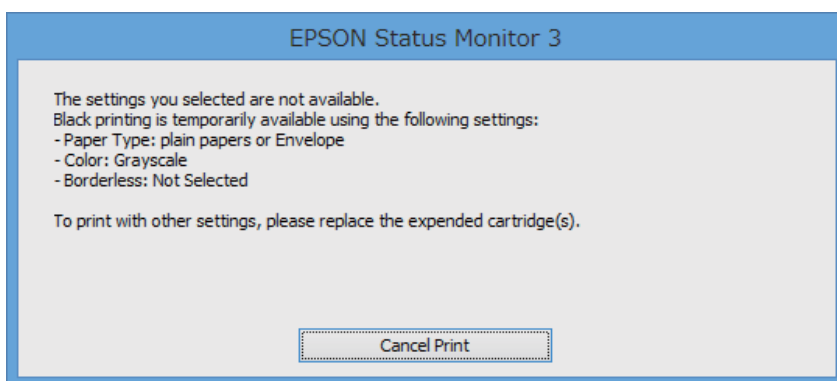 EPSON Status Monitor 3
The settings you selected are not available.
Black printing is temporarily available using the following settings:
- Paper Type: plain papers or Envelope
- Color: Grayscale
- Borderless: Not Selected
To print with other settings, please replace the expended cartridge(s).
Cancel Print